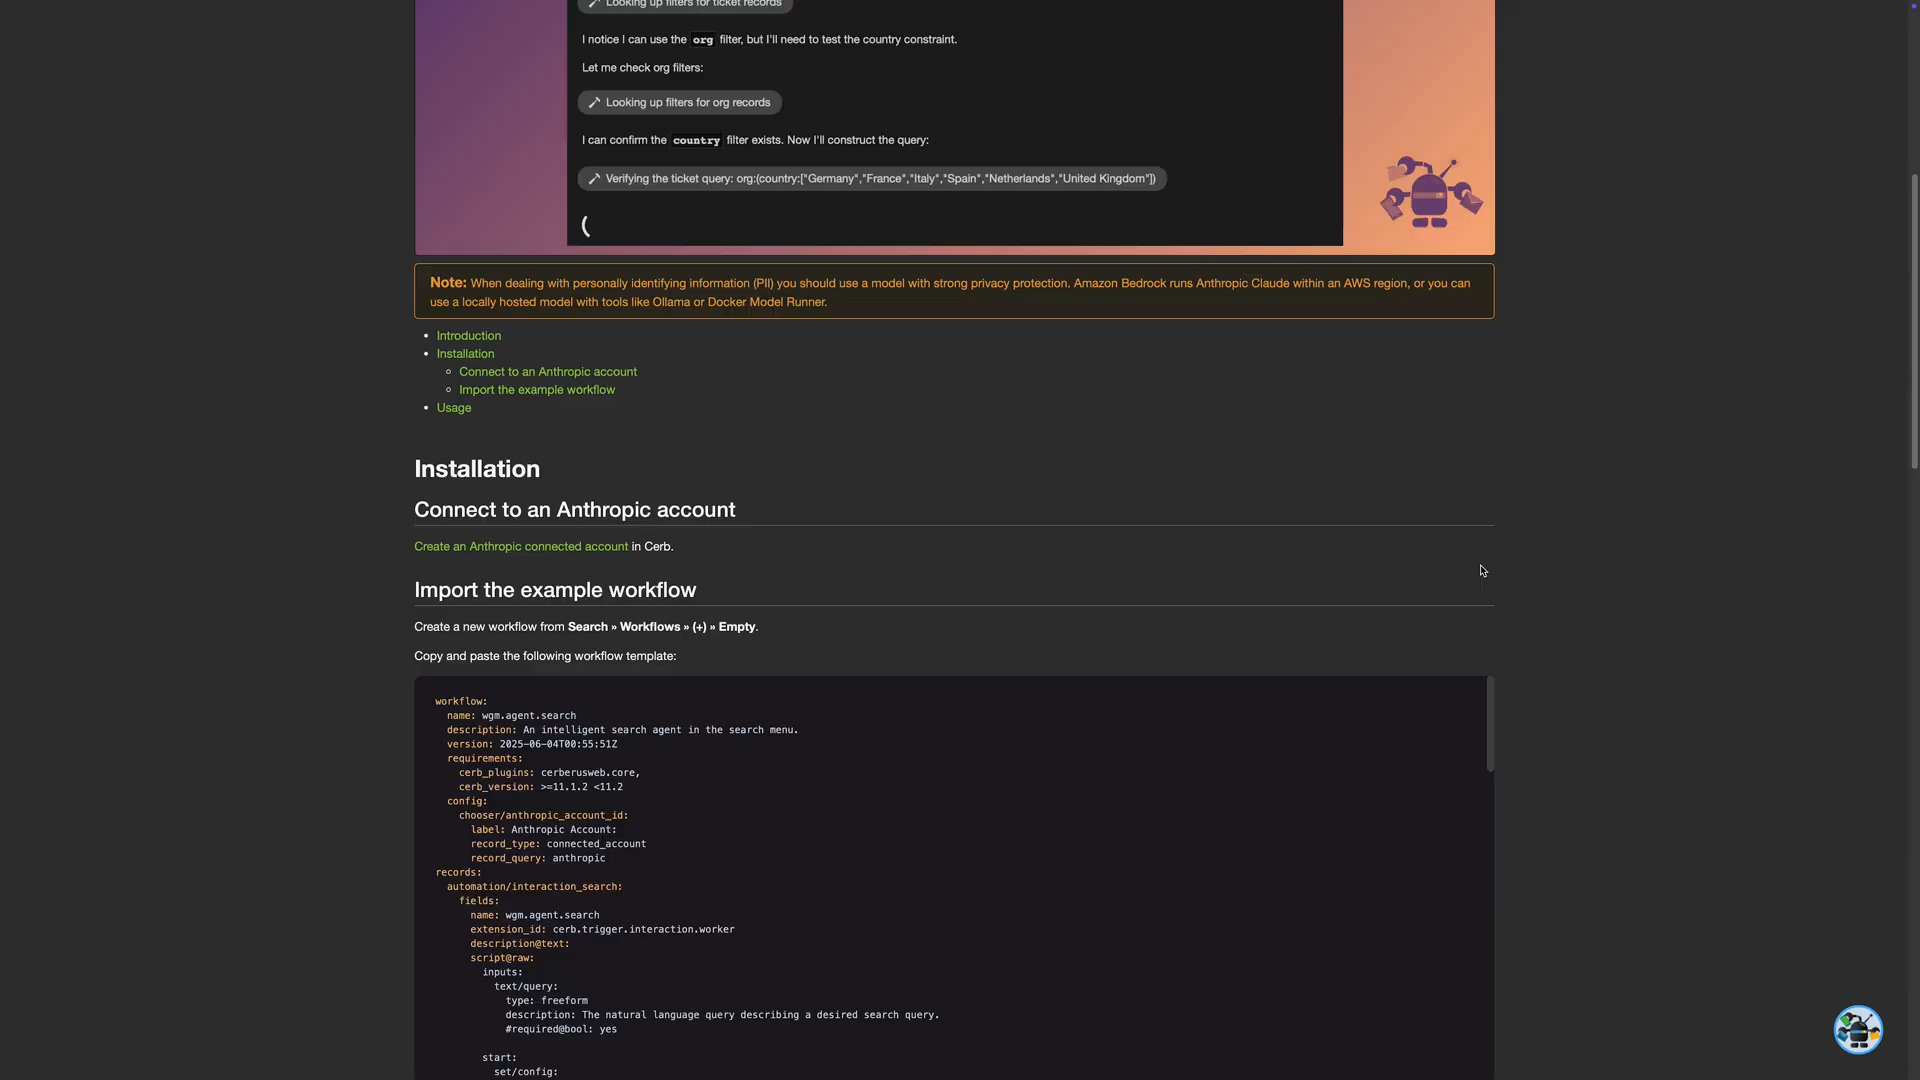 Looking up filters for ticket records
I notice I can use the org filter, but I'll need to test the country constraint.
Let me check org filters:
Looking up filters for org records
I can confirm the country filter exists. Now I'll construct the query:
Verifying the ticket query: org:(country:["Germany","France","Italy","Spain","Netherlands","United Kingdom"])
Note: When dealing with personally identifying information (PII) you should use a model with strong privacy protection. Amazon Bedrock runs Anthropic Claude within an AWS region, or you can
use a locally hosted model with tools like Ollama or Docker Model Runner.
Introduction
Installation
Connect to an Anthropic account
Import the example workflow
Usage
Installation
Connect to an Anthropic account
Create an Anthropic connected account in Cerb.
Import the example workflow
Create a new workflow from Search » Workflows » (+) » Empty.
Copy and paste the following workflow template:
workflow:
name: wgm.agent.search
description: An intelligent search agent in the search menu.
version: 2025-06-04T00:55:51Z
requirements:
cerb_plugins: cerberusweb.core,
cerb_version: >=11.1.2 <11.2
config:
chooser/anthropic_account_id:
label: Anthropic Account:
record_type: connected_account
record_query: anthropic
records:
automation/interaction_search:
fields:
name: wgm.agent.search
extension_id: cerb.trigger.interaction.worker
description@text:
script@raw:
inputs:
text/query:
type: freeform
description: The natural language query describing a desired search query.
#required@bool: yes
start:
set/config: